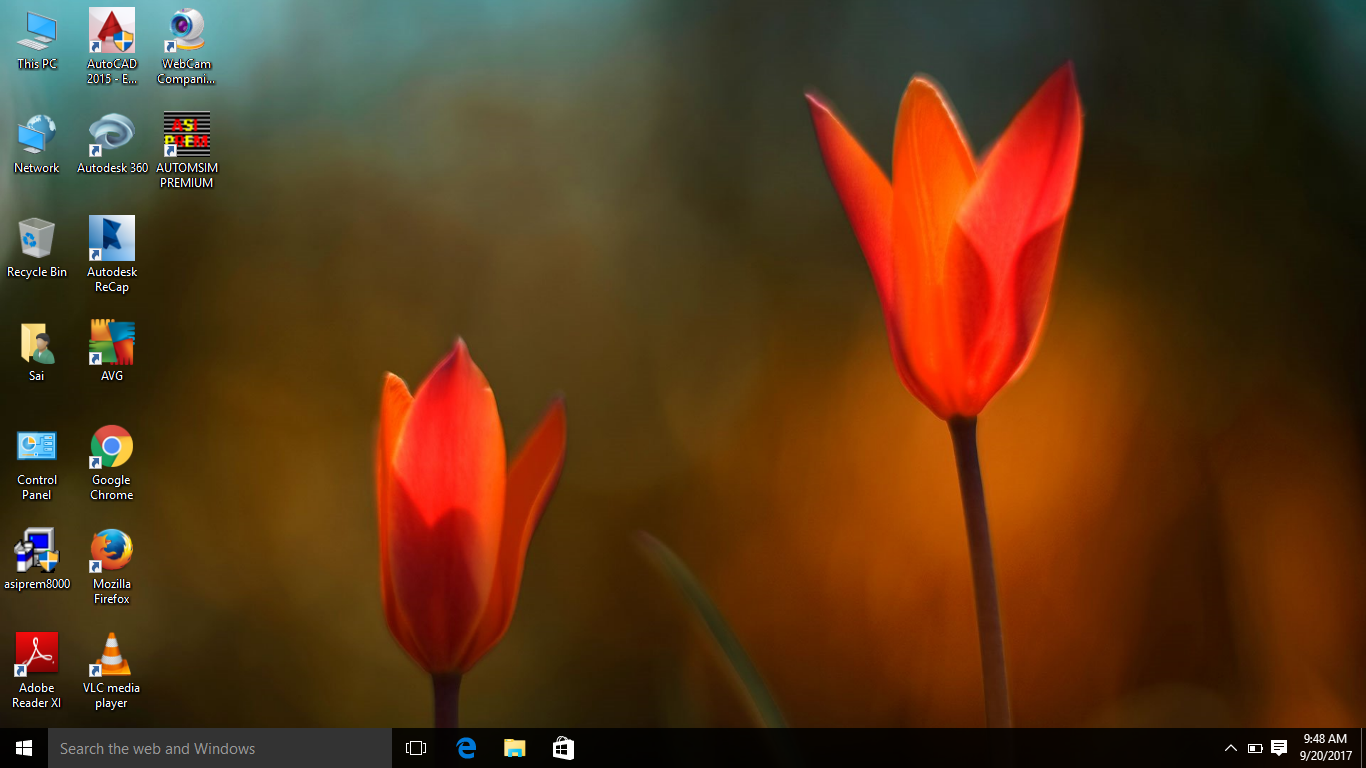 This PC
AutoCAD
2015 - E...
WebCam
Compani...
Network
Autodesk 360
ASI
PREM
AUTOMSIM
PREMIUM
Recycle Bin
Autodesk
ReCap
Sai
AVG
Control
Panel
Google
Chrome
asiprem8000
Mozilla
Firefox
Adobe
Reader XI
VLC media
player
Search the web and Windows
9:48 AM
9/20/2017